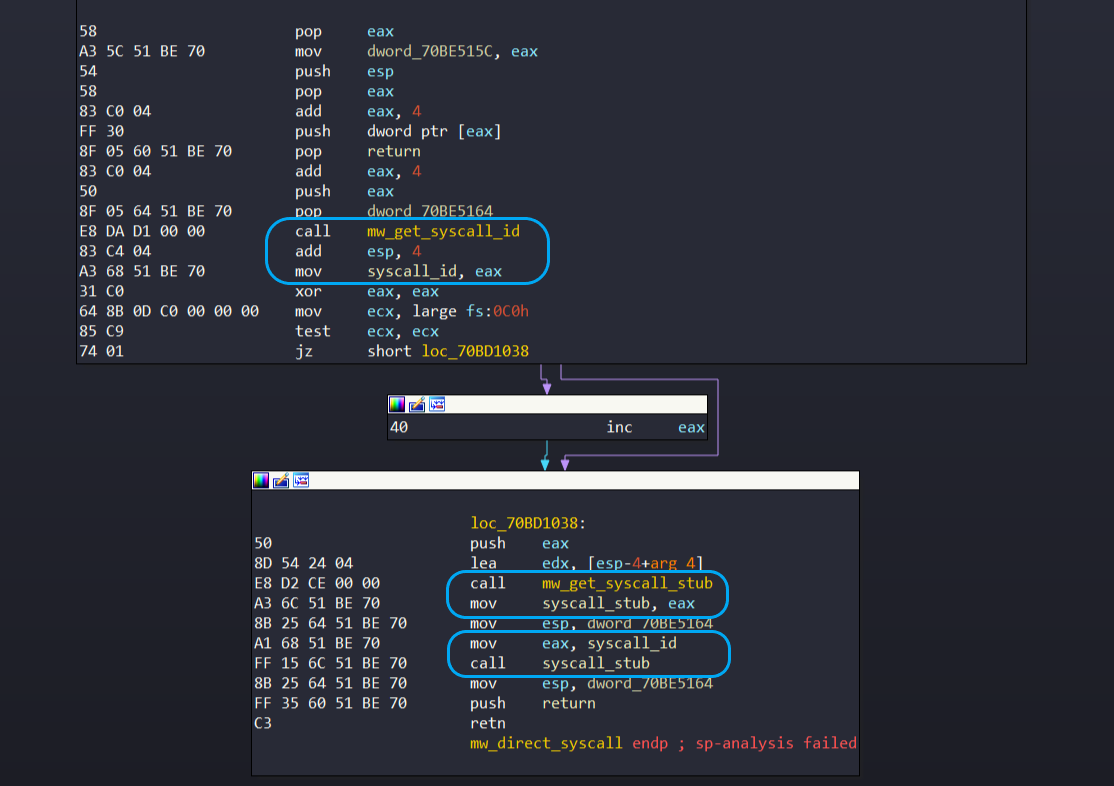 58 pop eax
A3 5C 51 BE 70 mov dword_70BE515C, eax
54 push esp
58 pop eax
83 C0 04 add eax, 4
FF 30 push dword ptr [eax]
8F 05 60 51 BE 70 pop return
83 C0 04 add eax, 4
50 push eax
8F 05 64 51 BE 70 pop dword_70BE5164
E8 DA D1 00 00 call mw_get_syscall_id
83 C4 04 add esp, 4
A3 68 51 BE 70 mov syscall_id, eax
31 C0 xor eax, eax
64 8B 0D C0 00 00 00 mov ecx, large fs:0C0h
85 C9 test ecx, ecx
74 01 jz short loc_70BD1038
40 inc eax
loc_70BD1038:
50 push eax
8D 54 24 04 lea edx, [esp-4+arg_4]
E8 D2 CE 00 00 call mw_get_syscall_stub
A3 6C 51 BE 70 mov syscall_stub, eax
8B 25 64 51 BE 70 mov esp, dword_70BE5164
A1 68 51 BE 70 mov eax, syscall_id
FF 15 6C 51 BE 70 call syscall_stub
8B 25 64 51 BE 70 mov esp, dword_70BE5164
FF 35 60 51 BE 70 push return
C3 retn
mw_direct_syscall endp ; sp-analysis failed